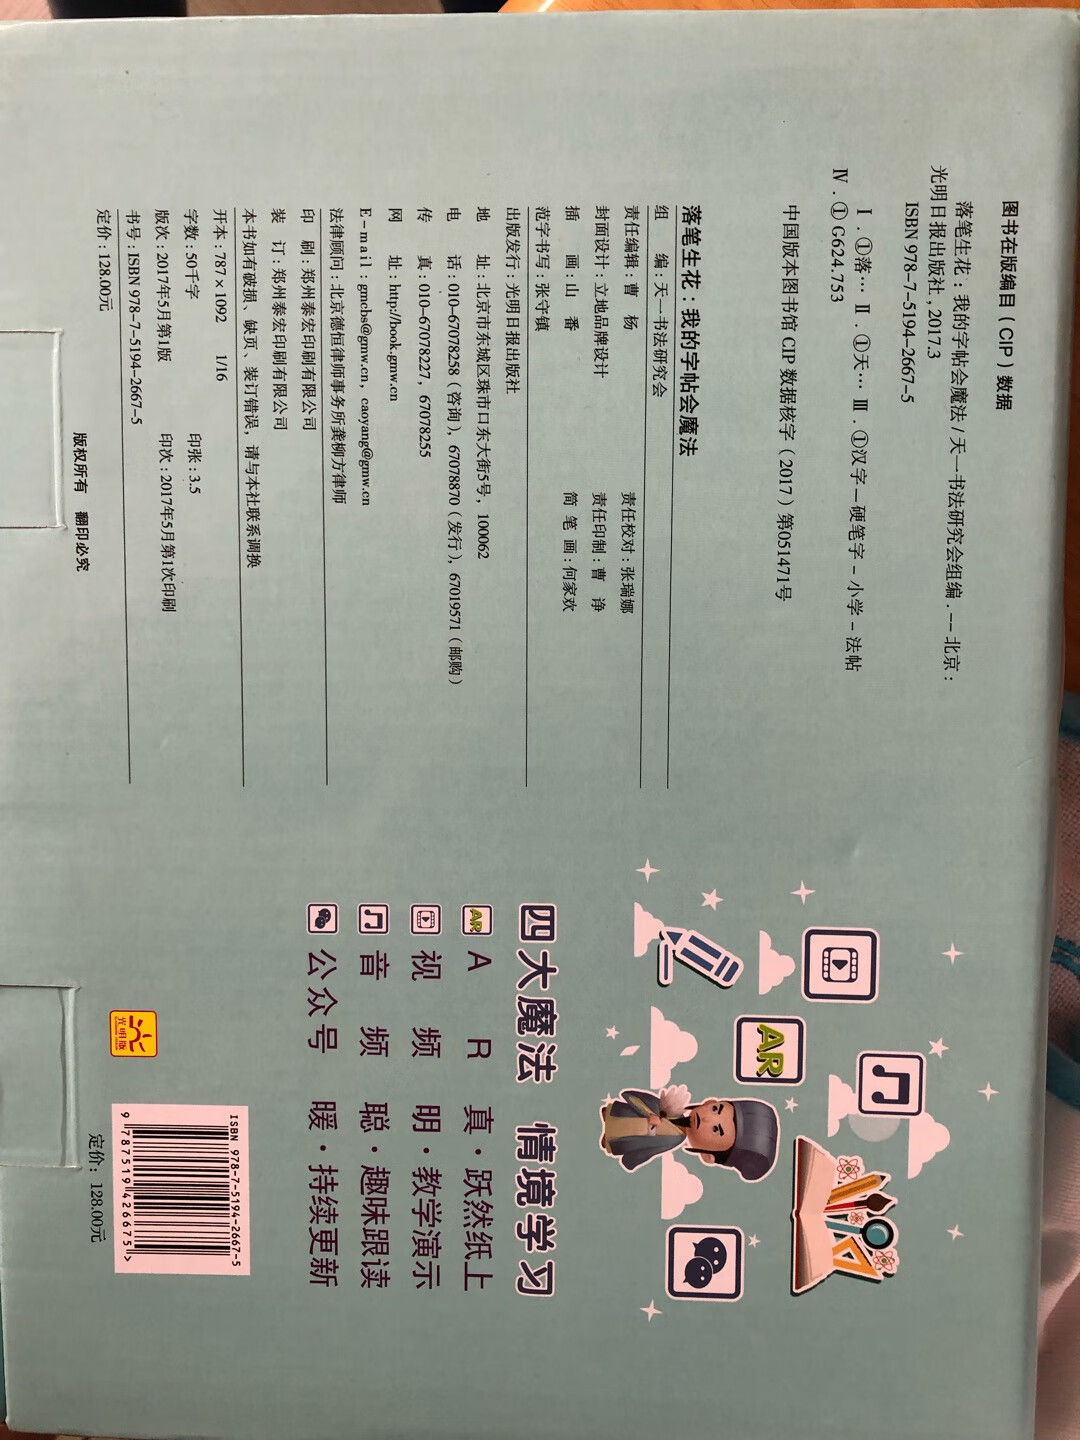 图书在版编目（CIP）数据
落笔生花：我的字帖会魔法 / 天一书法研究会组编. -- 北京：
光明日报出版社, 2017.3
ISBN 978-7-5194-2667-5
Ⅰ. ①落… Ⅱ. ①天… Ⅲ. ①汉字－硬笔字－小学－法帖
Ⅳ. ① G624.753
中国版本图书馆 CIP 数据核字（2017）第051471号
落笔生花：我的字帖会魔法
组 编：天一书法研究会
责任编辑：曹 杨 责任校对：张瑞娜
封面设计：立地品牌设计 责任印制：曹 诤
插 画：山 番 简 笔 画：何家欢
范字书写：张守镇
出版发行：光明日报出版社
地 址：北京市东城区珠市口东大街5号，100062
电 话：010-67078258（咨询），67078870（发行），67019571（邮购）
传 真：010-67078227，67078255
网 址：http://book.gmw.cn
E-mail：gmcbs@gmw.cn，caoyang@gmw.cn
法律顾问：北京德恒律师事务所龚柳方律师
印 刷：郑州泰宏印刷有限公司
装 订：郑州泰宏印刷有限公司
本书如有破损、缺页、装订错误，请与本社联系调换
开本：787×1092 1/16
字数：50千字 印张：3.5
版次：2017年5月第1版 印次：2017年5月第1次印刷
书号：ISBN 978-7-5194-2667-5
定价：128.00元
版权所有 翻印必究
AR
四大魔法 情境学习
AR A R 真·跃然纸上
视 频 明·教学演示
音 频 聪·趣味跟读
公众号 暖·持续更新
光明版
ISBN 978-7-5194-2667-5
9 787519 426675 >
定价：128.00元